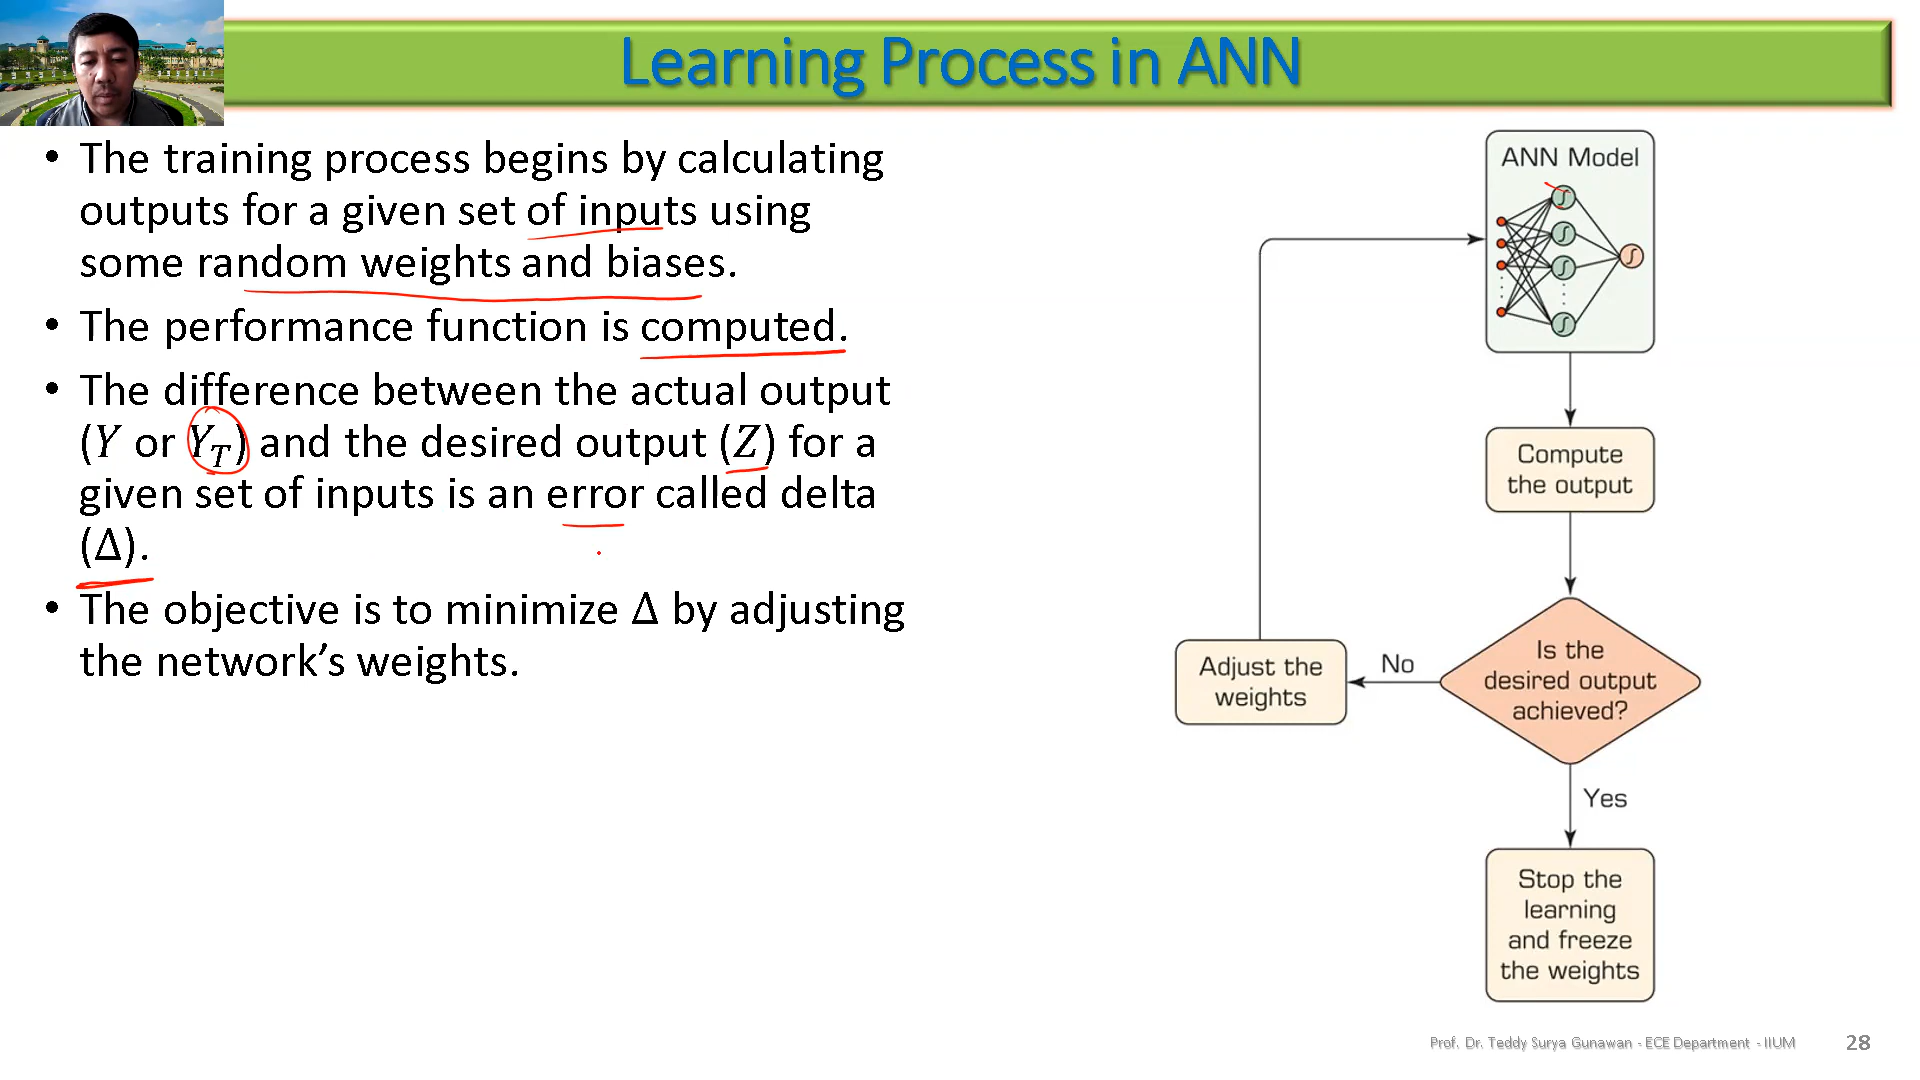 Learning Process in ANN
• The training process begins by calculating
outputs for a given set of inputs using
some random weights and biases.
• The performance function is computed.
• The difference between the actual output
(Y or Y_T) and the desired output (Z) for a
given set of inputs is an error called delta
(Δ).
• The objective is to minimize Δ by adjusting
the network’s weights.
ANN Model
Compute
the output
Is the
desired output
achieved?
No
Adjust the
weights
Yes
Stop the
learning
and freeze
the weights
Prof. Dr. Teddy Surya Gunawan - ECE Department - IIUM
28